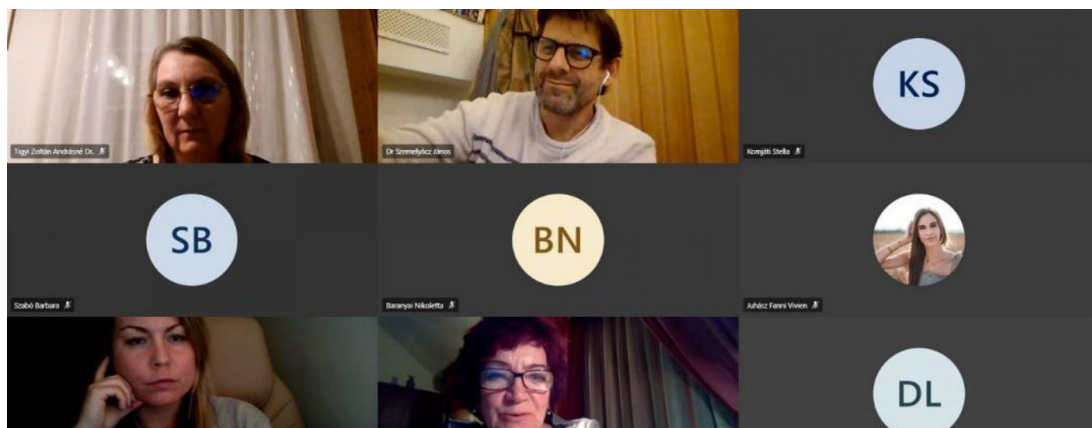 KS
Tigyi Zoltán Andrásné Dr.
Dr Szemelyácz János
Komjáti Stella
SB
BN
Szabó Barbara
Baranyai Nikoletta
Juhász Fanni Vivien
DL